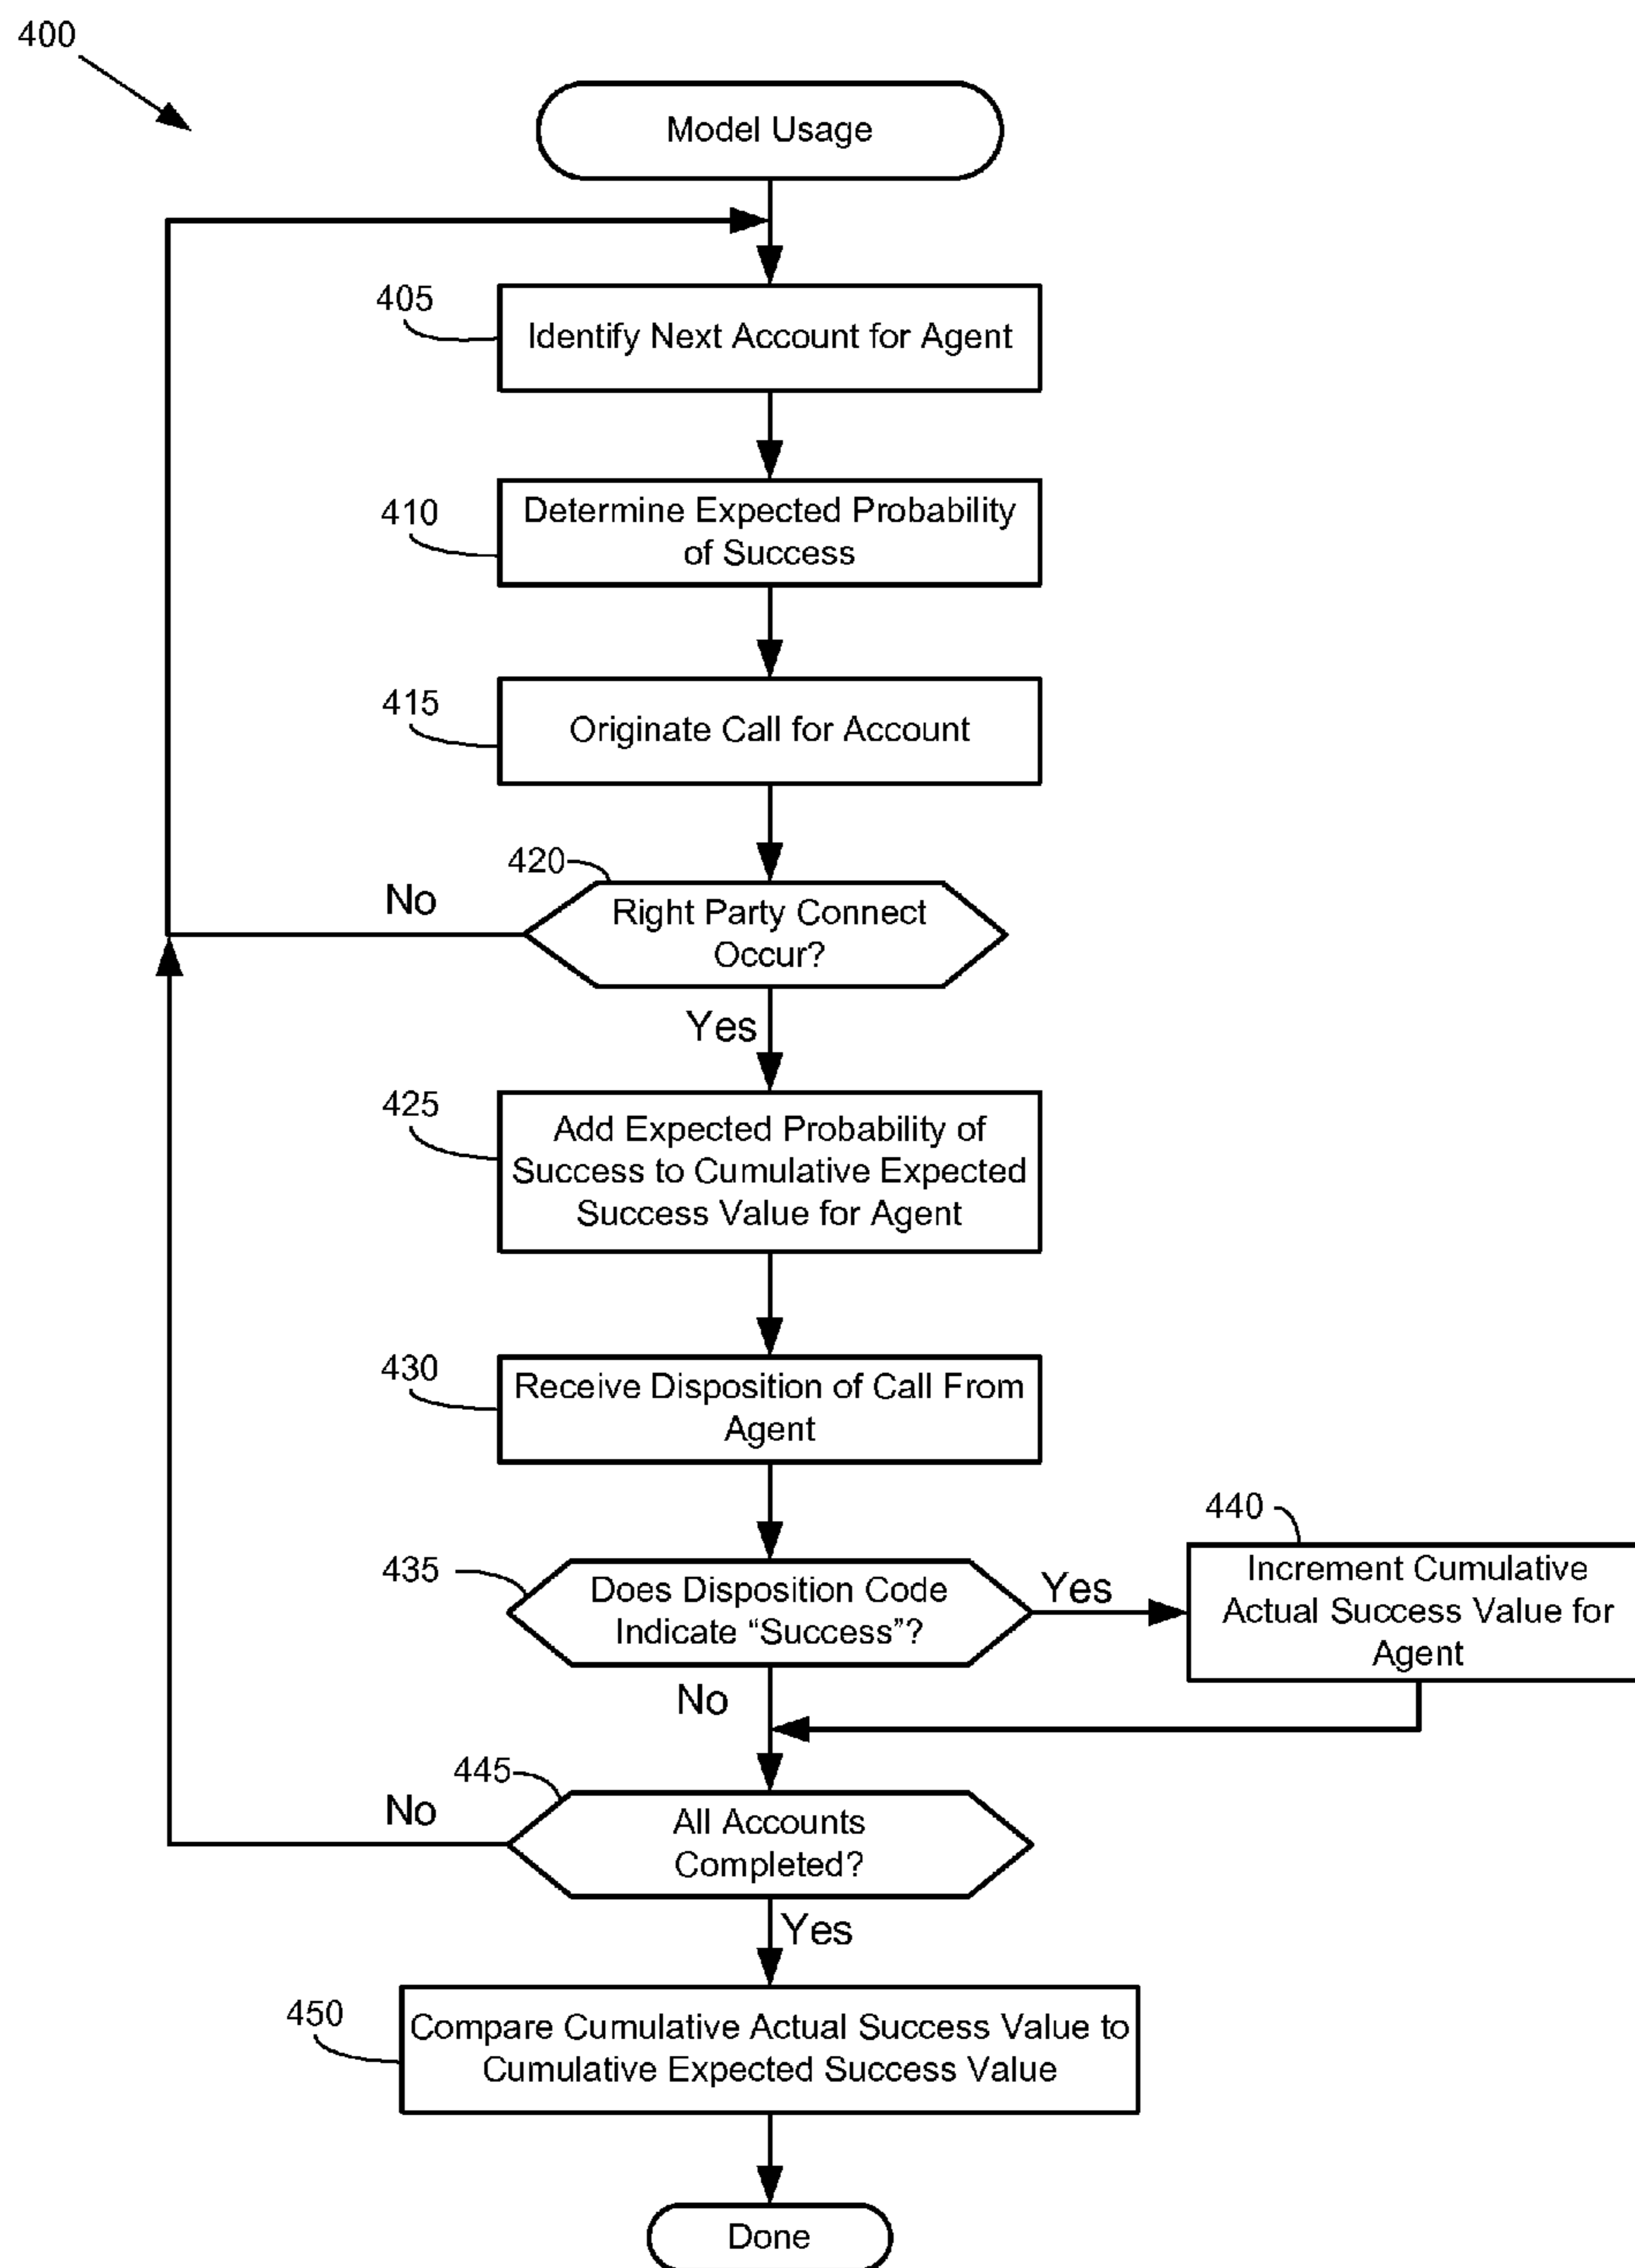 400
Model Usage
405
Identify Next Account for Agent
410
Determine Expected Probability
of Success
415
Originate Call for Account
420
Right Party Connect
Occur?
No
Yes
425
Add Expected Probability of
Success to Cumulative Expected
Success Value for Agent
430
Receive Disposition of Call From
Agent
435
Does Disposition Code
Indicate “Success”?
Yes
440
Increment Cumulative
Actual Success Value for
Agent
No
445
All Accounts
Completed?
No
Yes
450
Compare Cumulative Actual Success Value to
Cumulative Expected Success Value
Done